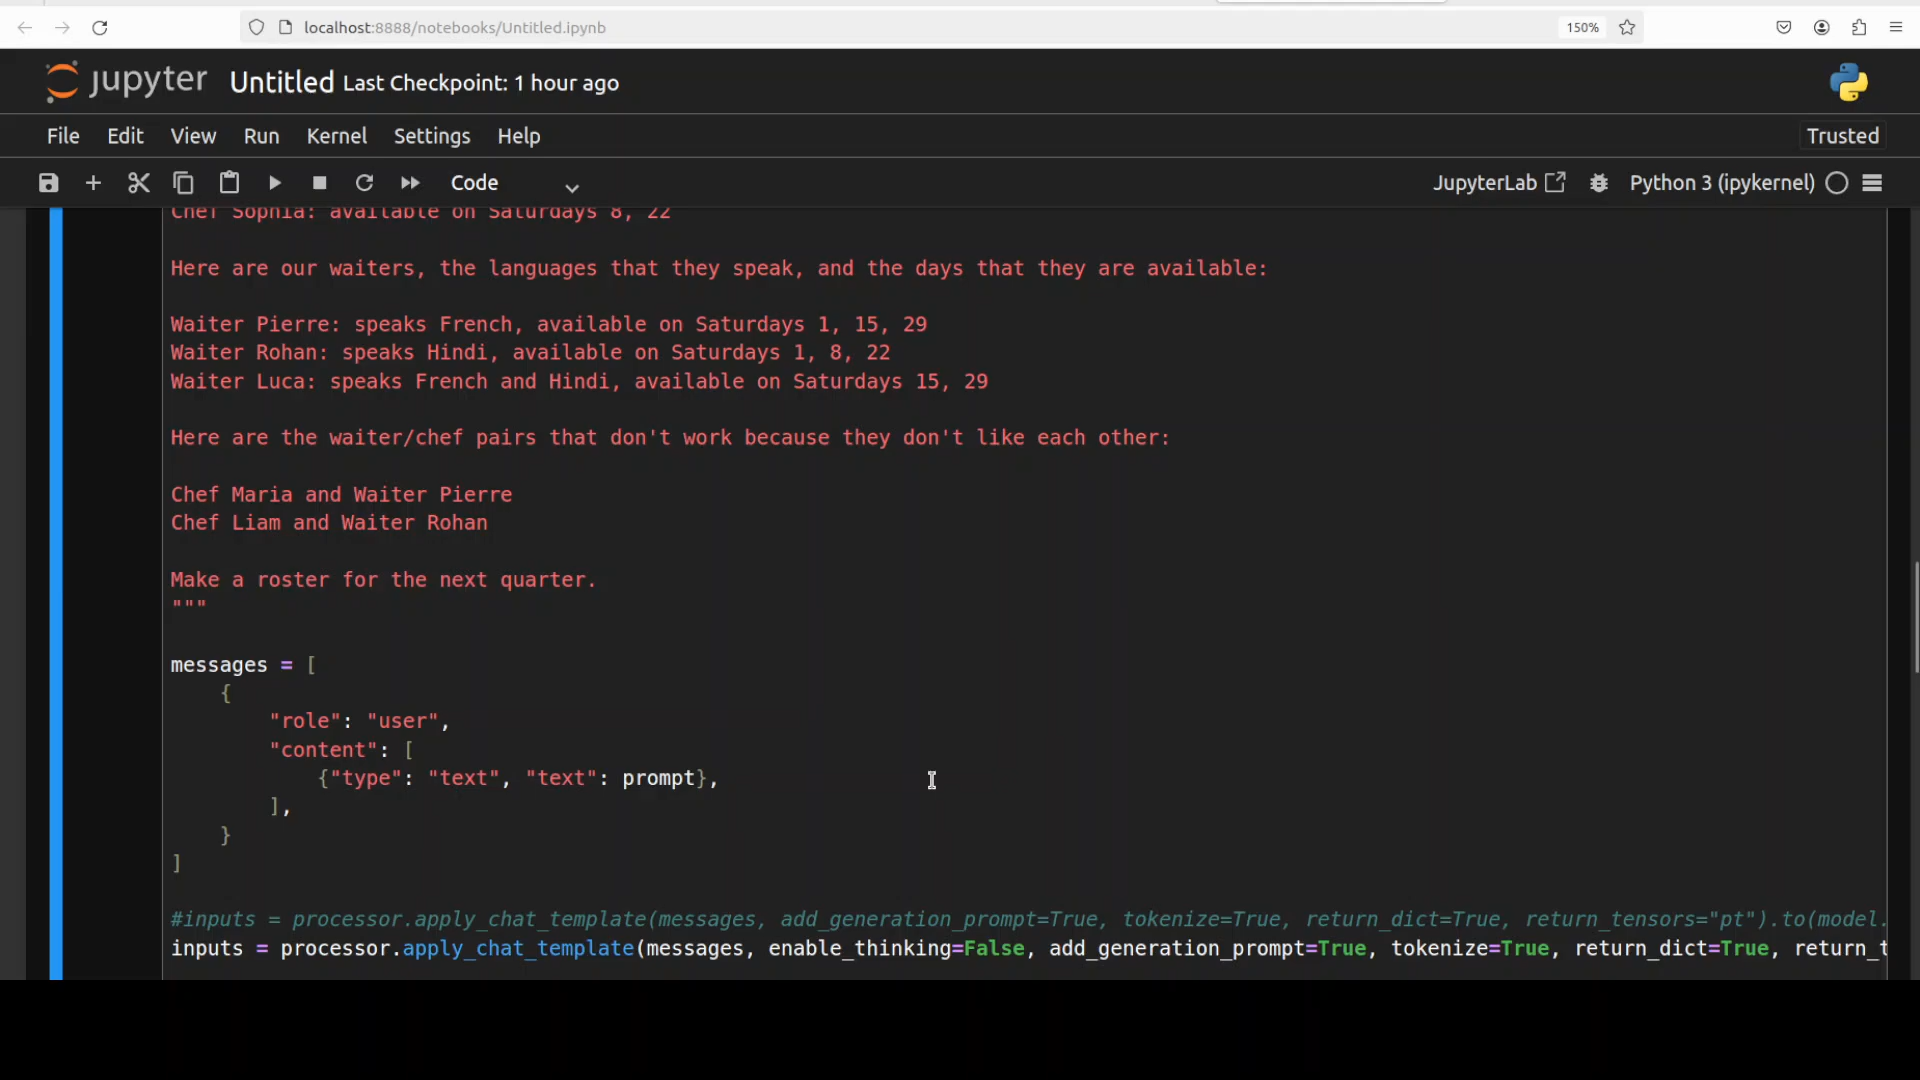 localhost:8888/notebooks/Untitled.ipynb
150%
jupyter Untitled Last Checkpoint: 1 hour ago
File Edit View Run Kernel Settings Help
Trusted
Code
JupyterLab
Python 3 (ipykernel)
Chef Sophia: available on Saturdays 8, 22
Here are our waiters, the languages that they speak, and the days that they are available:
Waiter Pierre: speaks French, available on Saturdays 1, 15, 29
Waiter Rohan: speaks Hindi, available on Saturdays 1, 8, 22
Waiter Luca: speaks French and Hindi, available on Saturdays 15, 29
Here are the waiter/chef pairs that don't work because they don't like each other:
Chef Maria and Waiter Pierre
Chef Liam and Waiter Rohan
Make a roster for the next quarter.
"""
messages = [
{
"role": "user",
"content": [
{"type": "text", "text": prompt},
],
}
]
#inputs = processor.apply_chat_template(messages, add_generation_prompt=True, tokenize=True, return_dict=True, return_tensors="pt").to(model.
inputs = processor.apply_chat_template(messages, enable_thinking=False, add_generation_prompt=True, tokenize=True, return_dict=True, return_t